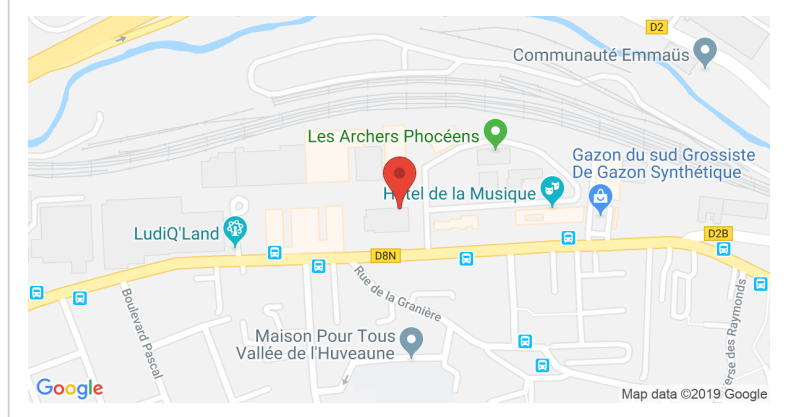 D2
Communauté Emmaüs
Les Archers Phocéens
Gazon du sud Grossiste
De Gazon Synthétique
Hôtel de la Musique
LudiQ'Land
D2B
D8N
Rue de la Granière
Boulevard Pascal
erse des Raymonds
Maison Pour Tous
Vallée de l'Huveaune
Google
Map data ©2019 Google